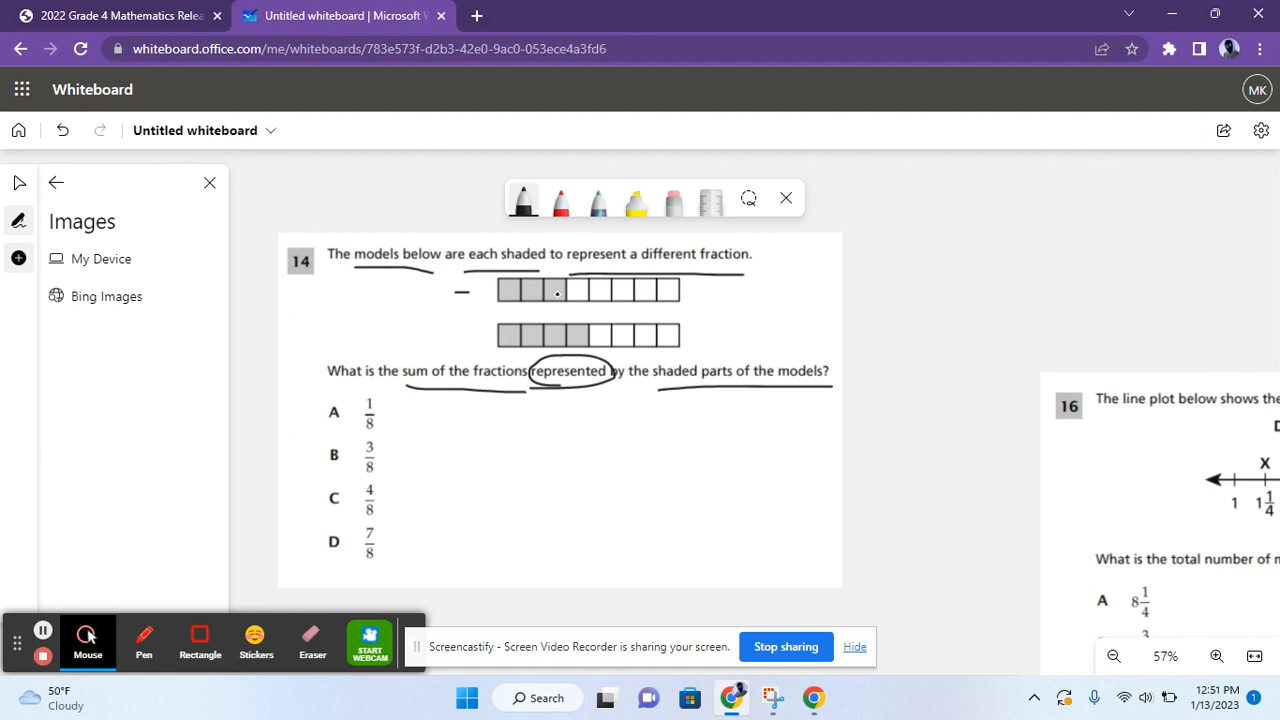 2022 Grade 4 Mathematics Relea
Untitled whiteboard | Microsoft W
whiteboard.office.com/me/whiteboards/783e573f-d2b3-42e0-9ac0-053ece4a3fd6
Whiteboard
MK
Untitled whiteboard
Images
My Device
Bing Images
14 The models below are each shaded to represent a different fraction.
What is the sum of the fractions represented by the shaded parts of the models?
A 1/8
B 3/8
C 4/8
D 7/8
16 The line plot below shows the
D
X
1 1 1/4
What is the total number of m
A 8 1/4
3
Mouse
Pen
Rectangle
Stickers
Eraser
START
WEBCAM
Screencastify - Screen Video Recorder is sharing your screen.
Stop sharing
Hide
57%
50°F
Cloudy
Search
12:51 PM
1/13/2023
1